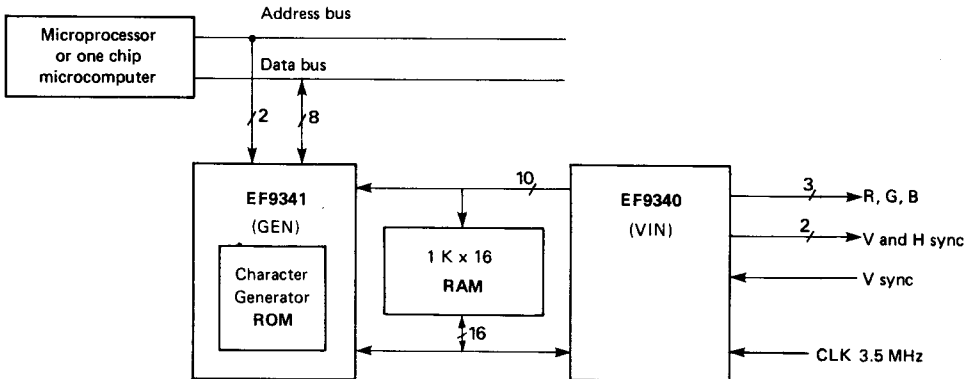 Address bus
Microprocessor
or one chip
microcomputer
Data bus
2
8
EF9341
(GEN)
Character
Generator
ROM
10
1 K x 16
RAM
16
EF9340
(VIN)
3
R, G, B
2
V and H sync
V sync
CLK 3.5 MHz